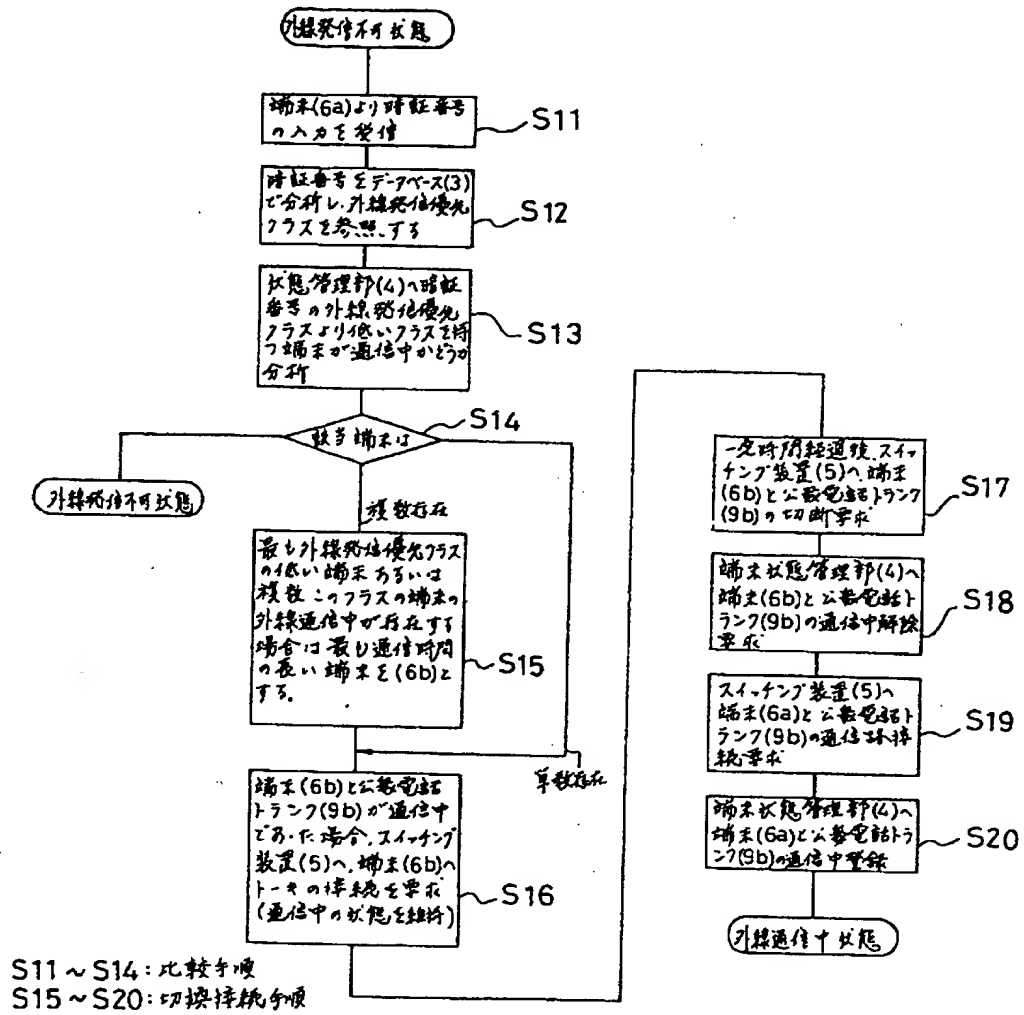 外線発信不可状態
端末(6a)より暗証番号
の入力を受信
S11
暗証番号をデータベース(3)
で分析し、外線発信優先
クラスを参照する
S12
状態管理部(4)へ暗証
番号の外線発信優先
クラスより低いクラスを持
つ端末が通信中かどうか
分析
S13
該当端末は
S14
外線発信不可状態
複数存在
最も外線発信優先クラス
の低い端末あるいは
複数このクラスの端末の
外線通信中が存在する
場合は最も通信時間
の長い端末を(6b)と
する。
S15
単数存在
端末(6b)と公衆電話
トランク(9b)が通信中
であった場合、スイッチング
装置(5)へ、端末(6b)へ
トーキの接続を要求
(通信中の状態を維持)
S16
一定時間経過後、スイッ
チング装置(5)へ、端末
(6b)と公衆電話トランク
(9b)の切断要求
S17
端末状態管理部(4)へ
端末(6b)と公衆電話ト
ランク(9b)の通信中解除
要求
S18
スイッチング装置(5)へ
端末(6a)と公衆電話ト
ランク(9b)の通信路接
続要求
S19
端末状態管理部(4)へ
端末(6a)と公衆電話ト
ランク(9b)の通信中登録
S20
外線通信中状態
S11~S14:比較手順
S15~S20:切換接続手順